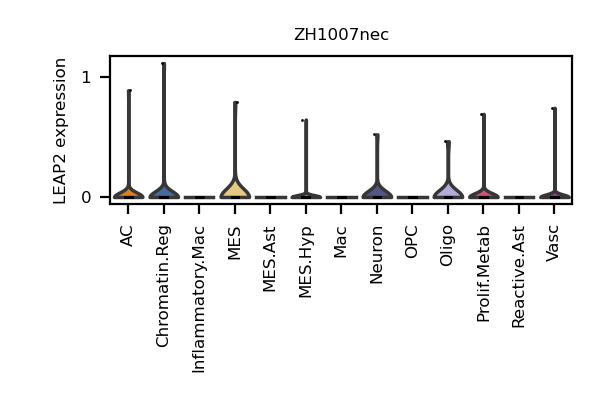 ZH1007nec
LEAP2 expression
1
0
AC
Chromatin.Reg
Inflammatory.Mac
MES
MES.Ast
MES.Hyp
Mac
Neuron
OPC
Oligo
Prolif.Metab
Reactive.Ast
Vasc